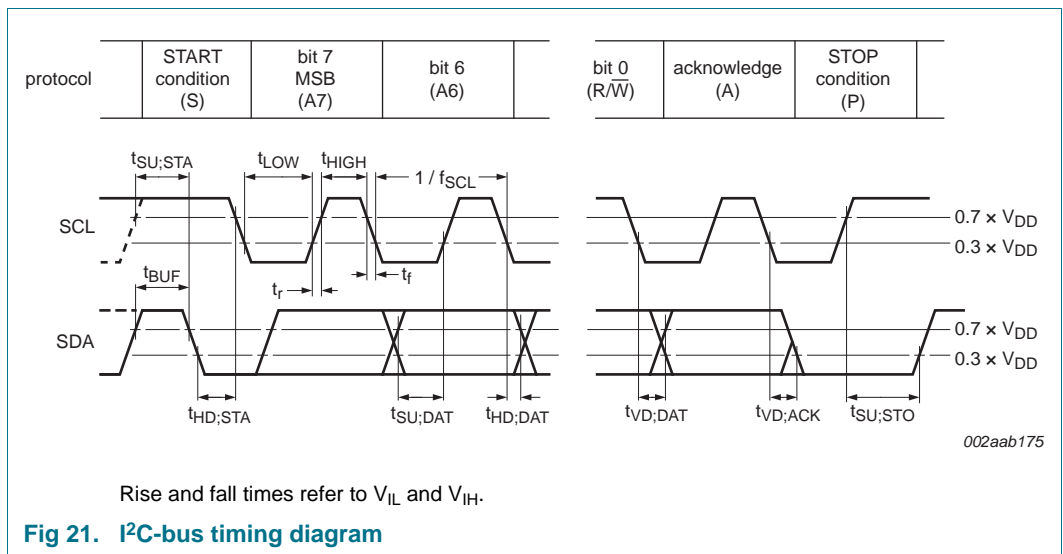 protocol
START
condition
(S)
bit 7
MSB
(A7)
bit 6
(A6)
bit 0
(R/W̅)
acknowledge
(A)
STOP
condition
(P)
tSU;STA
tLOW
tHIGH
1 / fSCL
SCL
0.7 × VDD
0.3 × VDD
tBUF
tr
tf
SDA
0.7 × VDD
0.3 × VDD
tHD;STA
tSU;DAT
tHD;DAT
tVD;DAT
tVD;ACK
tSU;STO
002aab175
Rise and fall times refer to VIL and VIH.
Fig 21. I²C-bus timing diagram